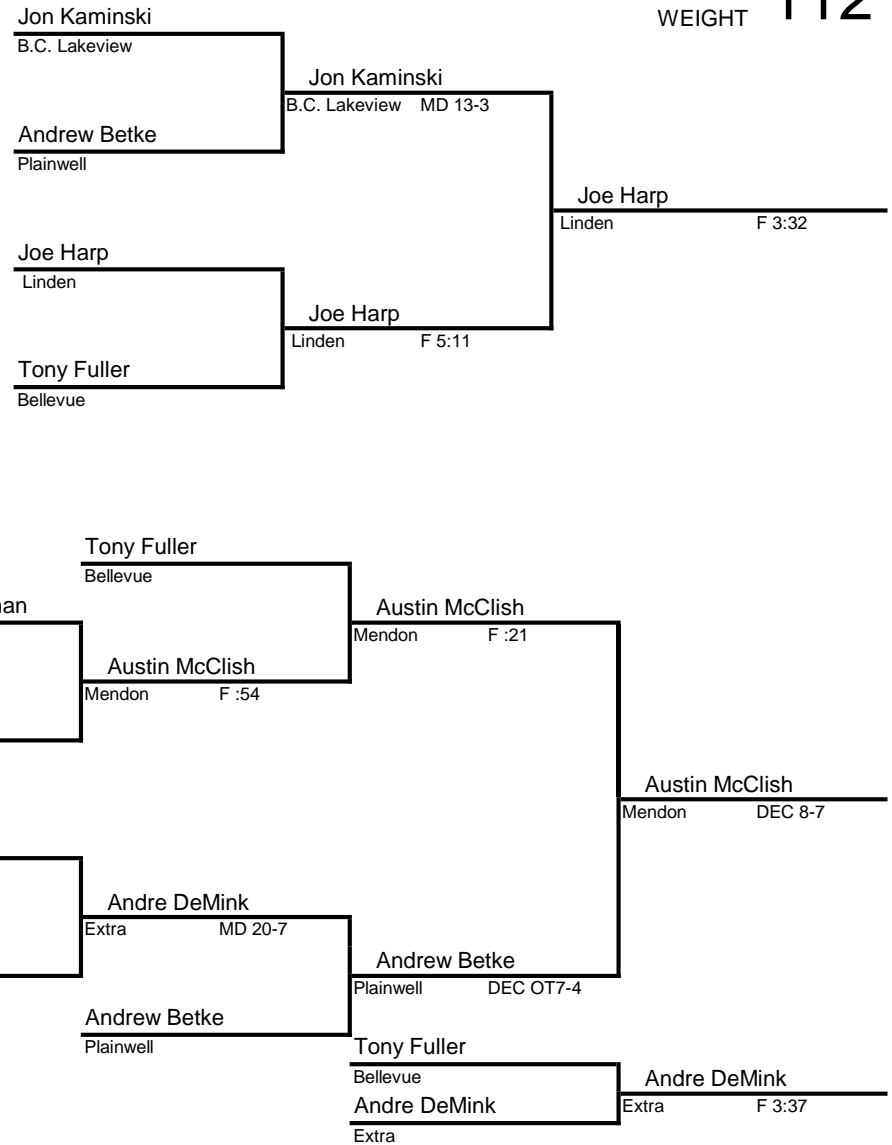 Jon Kaminski
WEIGHT 112
B.C. Lakeview
Jon Kaminski
B.C. Lakeview MD 13-3
Andrew Betke
Plainwell
Joe Harp
Linden F 3:32
Joe Harp
Linden
Joe Harp
Linden F 5:11
Tony Fuller
Bellevue
Tony Fuller
Bellevue
Austin McClish
Mendon F :21
Austin McClish
Mendon F :54
Austin McClish
Mendon DEC 8-7
Andre DeMink
Extra MD 20-7
Andrew Betke
Plainwell DEC OT7-4
Andrew Betke
Plainwell
Tony Fuller
Bellevue
Andre DeMink
Extra F 3:37
Andre DeMink
Extra